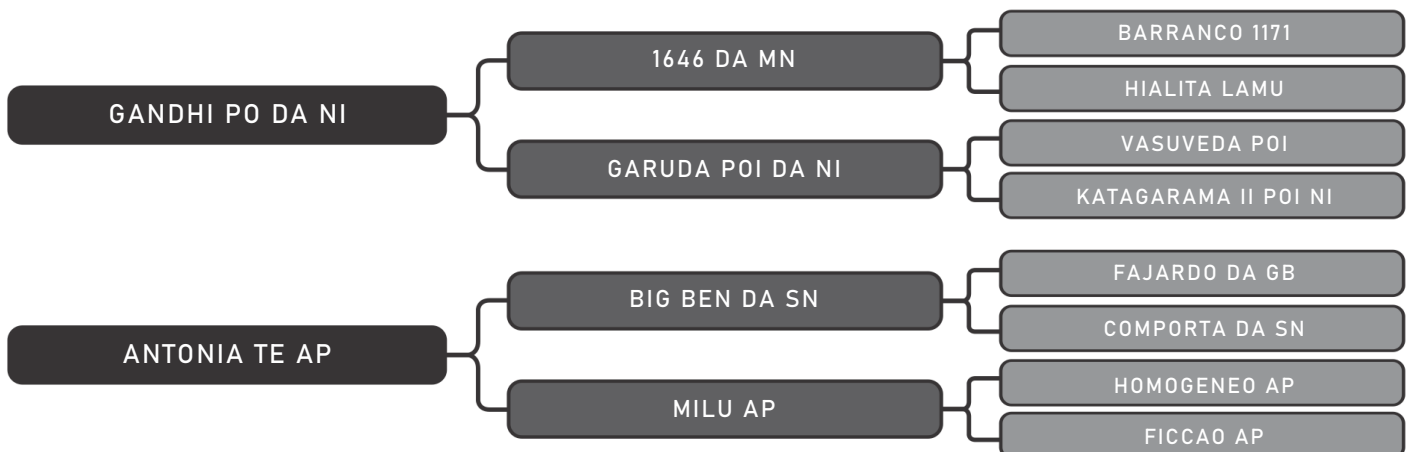 BARRANCO 1171
1646 DA MN
HIALITA LAMU
GANDHI PO DA NI
VASUVEDA POI
GARUDA POI DA NI
KATAGARAMA II POI NI
FAJARDO DA GB
BIG BEN DA SN
COMPORTA DA SN
ANTONIA TE AP
HOMOGENEO AP
MILU AP
FICCAO AP